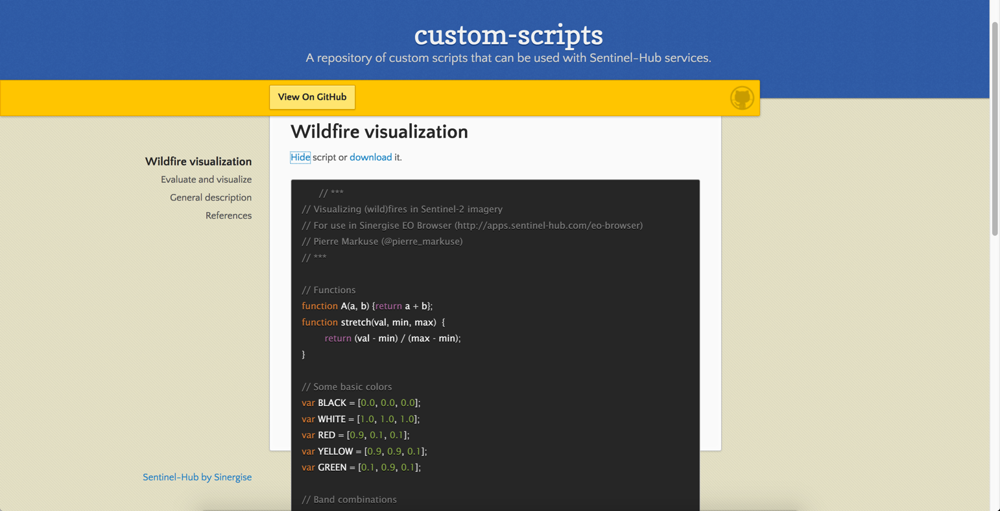 custom-scripts
A repository of custom scripts that can be used with Sentinel-Hub services.
View On GitHub
Wildfire visualization
Evaluate and visualize
General description
References
Sentinel-Hub by Sinergise
Wildfire visualization
Hide script or download it.
// ***
// Visualizing (wild)fires in Sentinel-2 imagery
// For use in Sinergise EO Browser (http://apps.sentinel-hub.com/eo-browser)
// Pierre Markuse (@pierre_markuse)
// ***
// Functions
function A(a, b) {return a + b};
function stretch(val, min, max)  {
return (val - min) / (max - min);
}
// Some basic colors
var BLACK = [0.0, 0.0, 0.0];
var WHITE = [1.0, 1.0, 1.0];
var RED = [0.9, 0.1, 0.1];
var YELLOW = [0.9, 0.9, 0.1];
var GREEN = [0.1, 0.9, 0.1];
// Band combinations